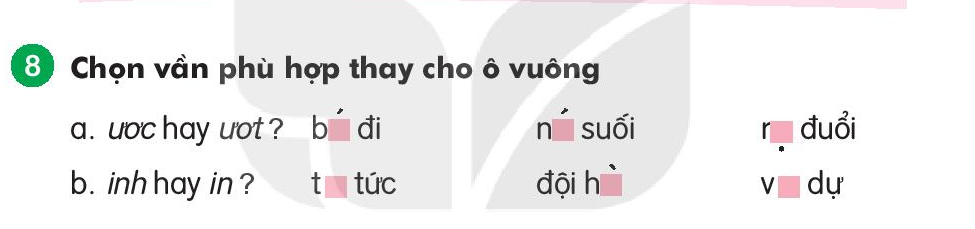 8 Chọn vần phù hợp thay cho ô vuông
a. ươc hay ươt? b□́ đi n□́ suối r□̣ đuổi
b. inh hay in? t□ tức đội h□̀ v□ dự